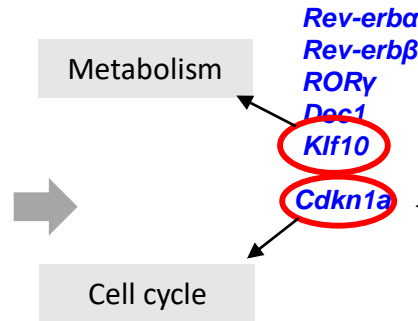 Rev-erbα
Rev-erbβ
Metabolism
RORγ
Dec1
Klf10
Cdkn1a
Cell cycle